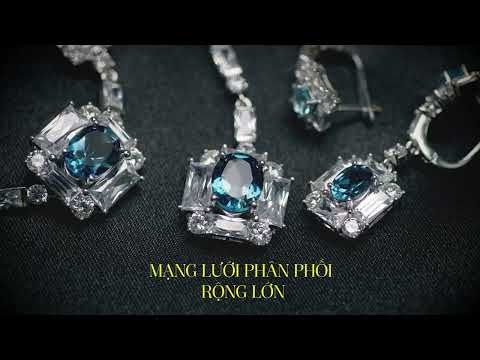 MẠNG LƯỚI PHÂN PHỐI
RỘNG LỚN